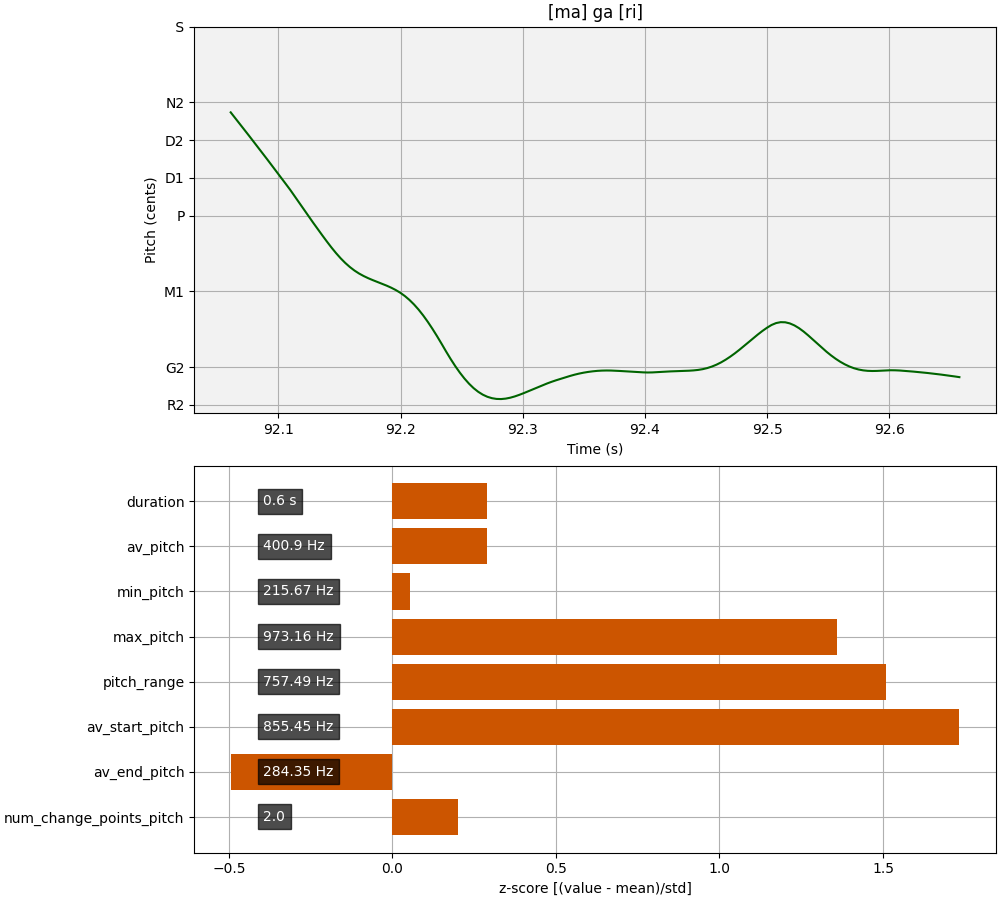 [ma] ga [ri]
S
N2
D2
D1
P
M1
G2
R2
Pitch (cents)
92.1 92.2 92.3 92.4 92.5 92.6
Time (s)
duration 0.6 s
av_pitch 400.9 Hz
min_pitch 215.67 Hz
max_pitch 973.16 Hz
pitch_range 757.49 Hz
av_start_pitch 855.45 Hz
av_end_pitch 284.35 Hz
num_change_points_pitch 2.0
−0.5 0.0 0.5 1.0 1.5
z-score [(value - mean)/std]